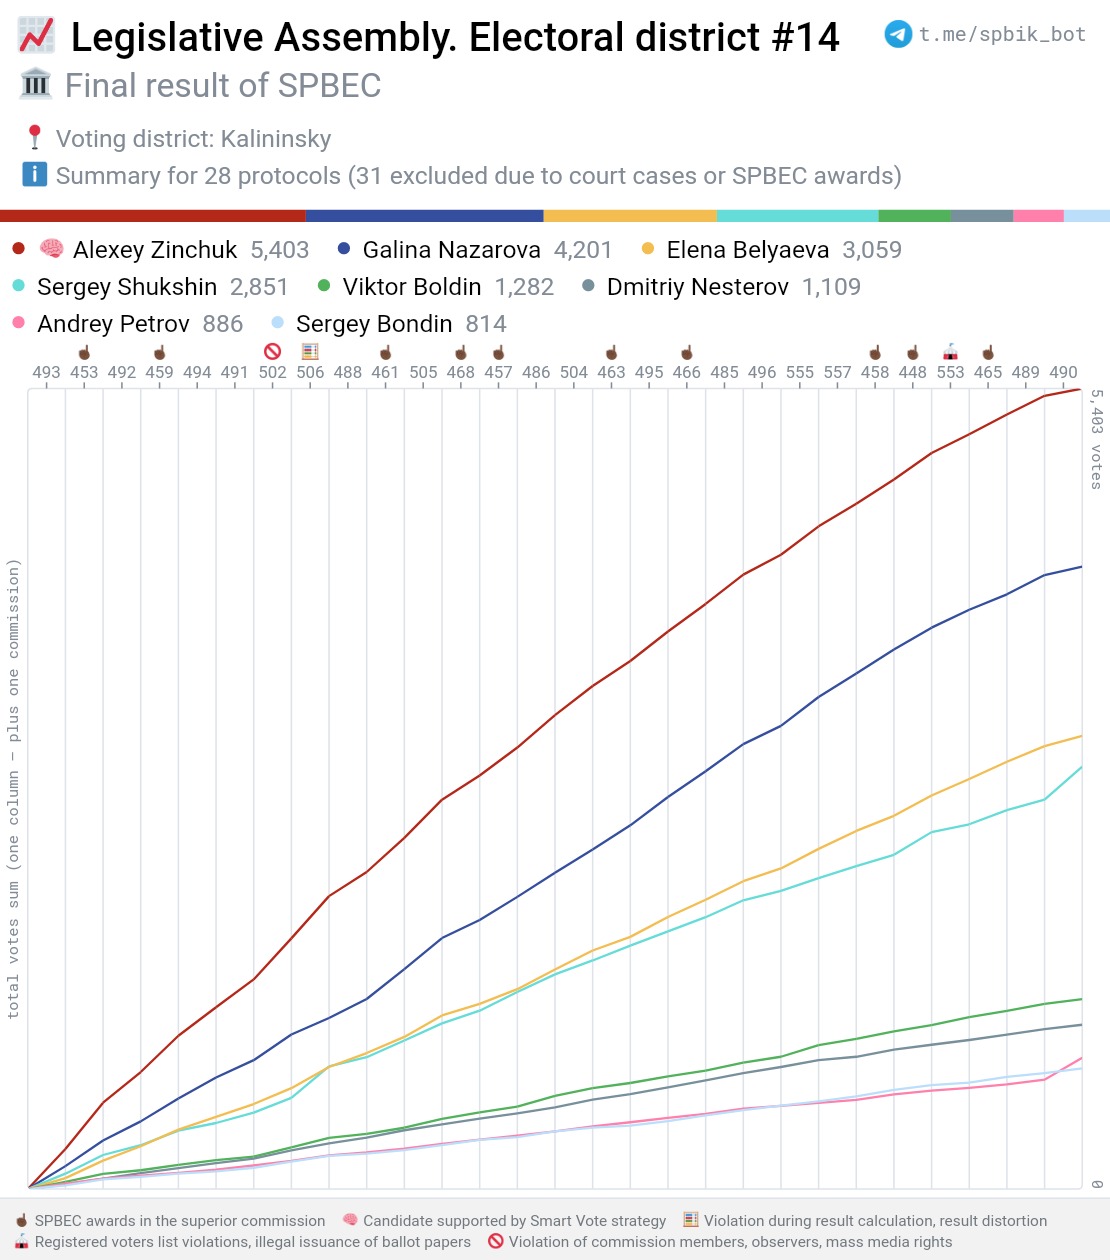 Legislative Assembly. Electoral district #14
t.me/spbik_bot
Final result of SPBEC
Voting district: Kalininsky
Summary for 28 protocols (31 excluded due to court cases or SPBEC awards)
Alexey Zinchuk 5,403 Galina Nazarova 4,201 Elena Belyaeva 3,059
Sergey Shukshin 2,851 Viktor Boldin 1,282 Dmitriy Nesterov 1,109
Andrey Petrov 886 Sergey Bondin 814
493 453 492 459 494 491 502 506 488 461 505 468 457 486 504 463 495 466 485 496 555 557 458 448 553 465 489 490
5,403 votes
total votes sum (one column – plus one commission)
0
SPBEC awards in the superior commission Candidate supported by Smart Vote strategy Violation during result calculation, result distortion
Registered voters list violations, illegal issuance of ballot papers Violation of commission members, observers, mass media rights